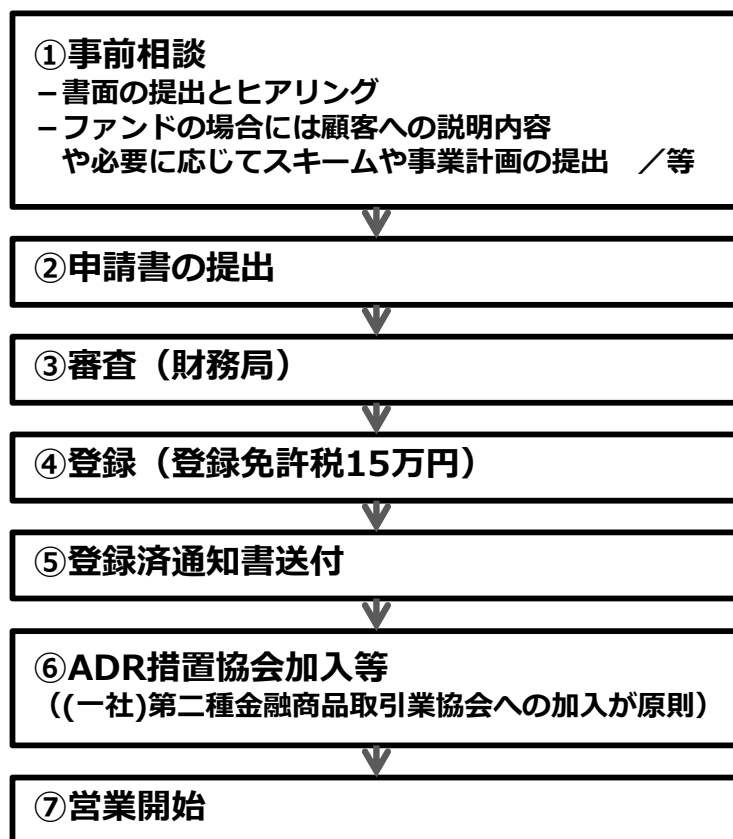 ①事前相談
－書面の提出とヒアリング
－ファンドの場合には顧客への説明内容
や必要に応じてスキームや事業計画の提出　／等
②申請書の提出
③審査（財務局）
④登録（登録免許税15万円）
⑤登録済通知書送付
⑥ADR措置協会加入等
（(一社)第二種金融商品取引業協会への加入が原則）
⑦営業開始